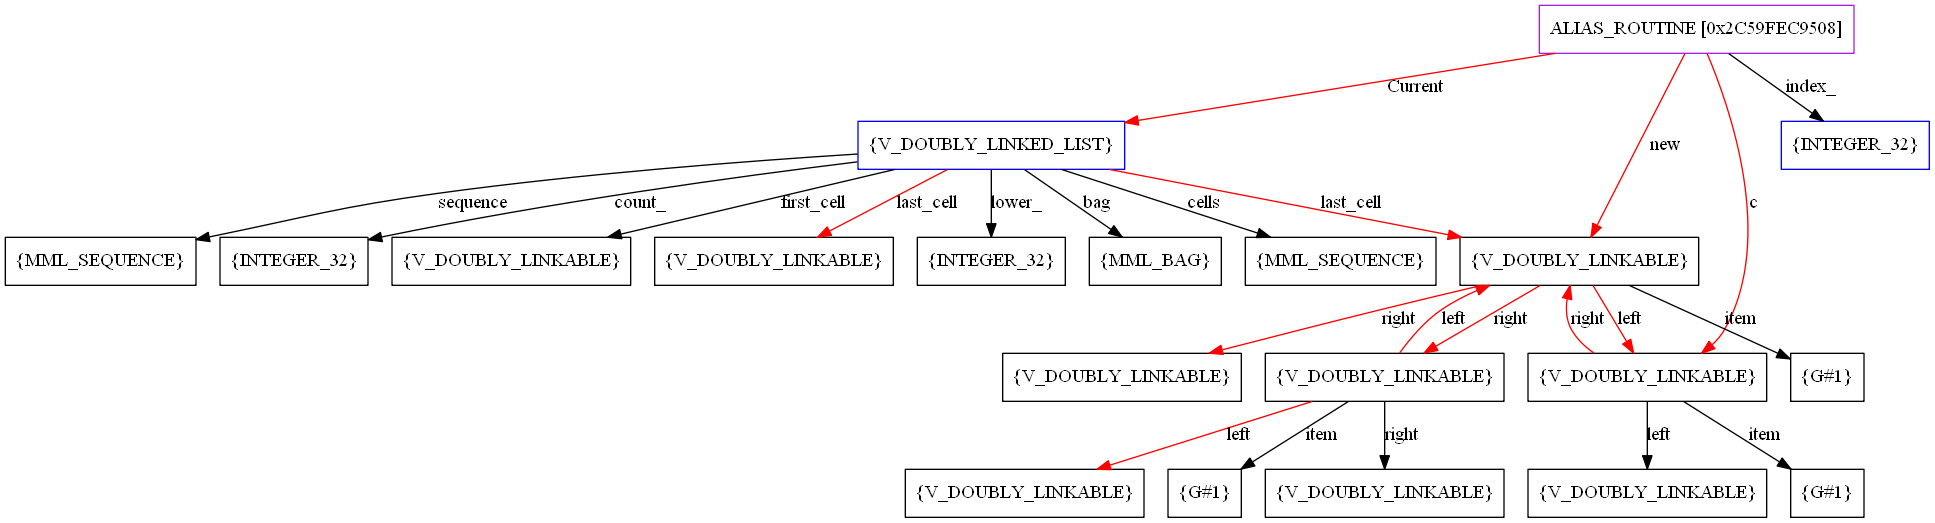 ALIAS_ROUTINE [0x2C59FEC9508]
Current
index_
{V_DOUBLY_LINKED_LIST}
new
{INTEGER_32}
sequence
count_
first_cell
last_cell
lower_
bag
cells
last_cell
c
{MML_SEQUENCE}
{INTEGER_32}
{V_DOUBLY_LINKABLE}
{V_DOUBLY_LINKABLE}
{INTEGER_32}
{MML_BAG}
{MML_SEQUENCE}
{V_DOUBLY_LINKABLE}
right
left
right
right
left
item
{V_DOUBLY_LINKABLE}
{V_DOUBLY_LINKABLE}
{V_DOUBLY_LINKABLE}
{G#1}
left
item
right
left
item
{V_DOUBLY_LINKABLE}
{G#1}
{V_DOUBLY_LINKABLE}
{V_DOUBLY_LINKABLE}
{G#1}